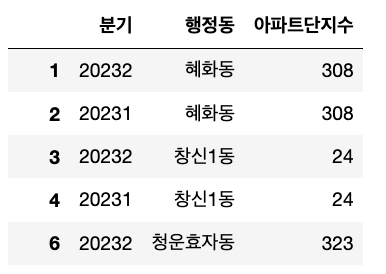 분기 행정동 아파트단지수
1 20232 혜화동 308
2 20231 혜화동 308
3 20232 창신1동 24
4 20231 창신1동 24
6 20232 청운효자동 323